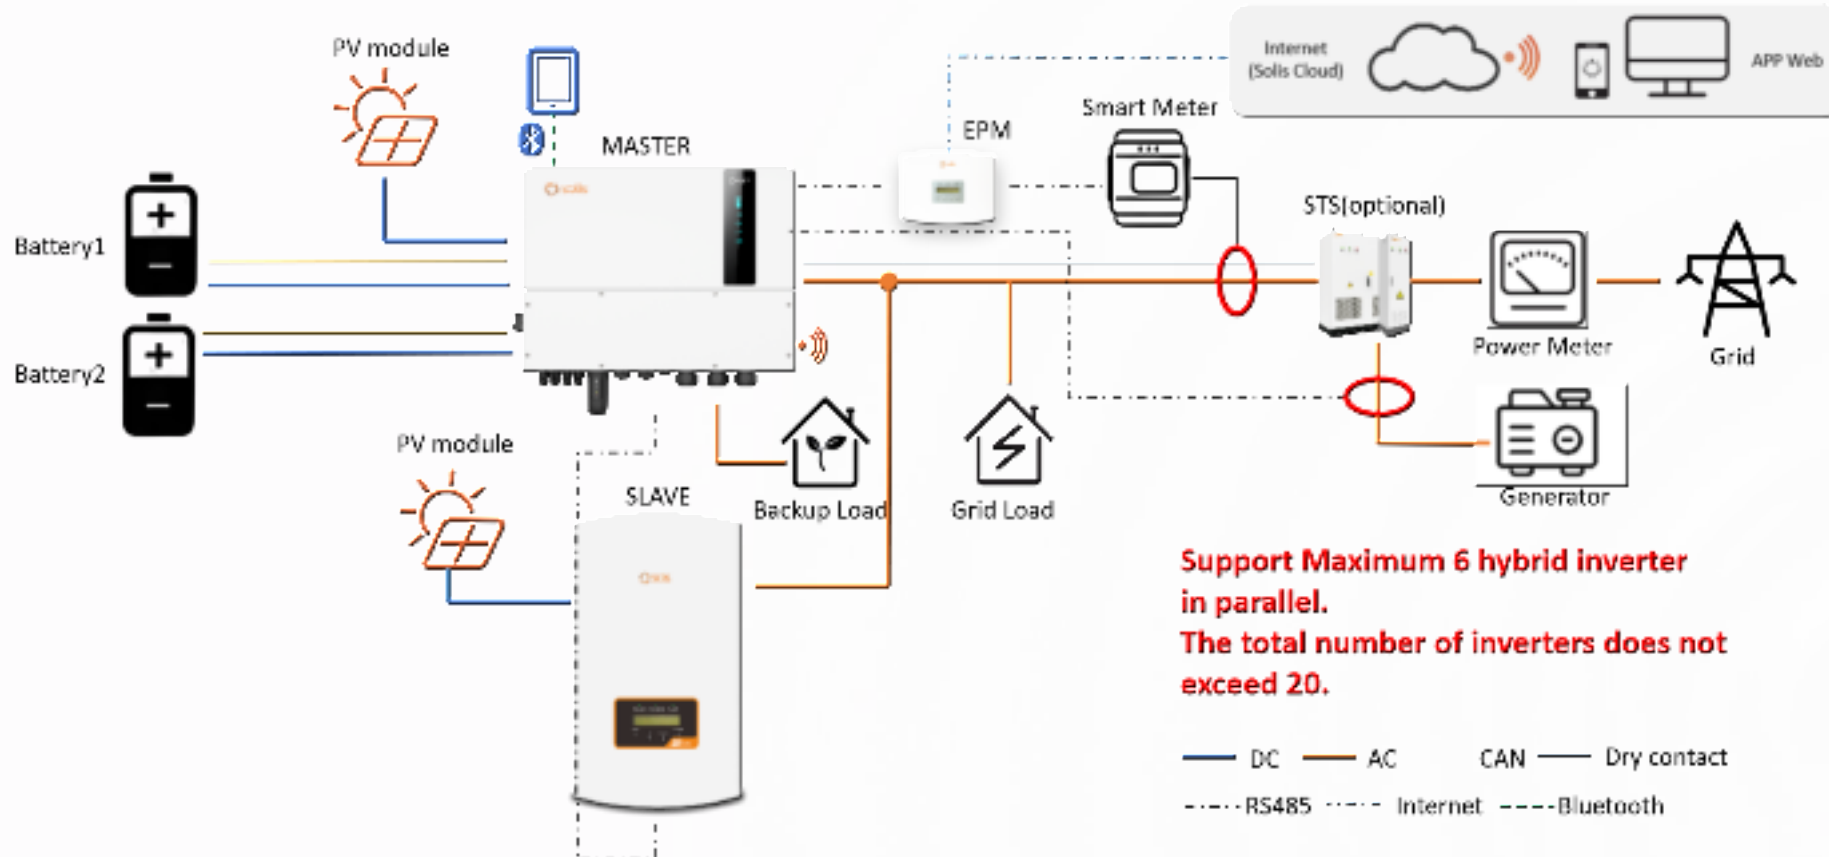 PV module
Internet
(Solis Cloud)
APP Web
Smart Meter
EPM
MASTER
solis
STS(optional)
Battery1
Power Meter
Grid
Battery2
PV module
SLAVE
Backup Load
Grid Load
Generator
Support Maximum 6 hybrid inverter
in parallel.
The total number of inverters does not
exceed 20.
DC AC CAN Dry contact
RS485 Internet Bluetooth